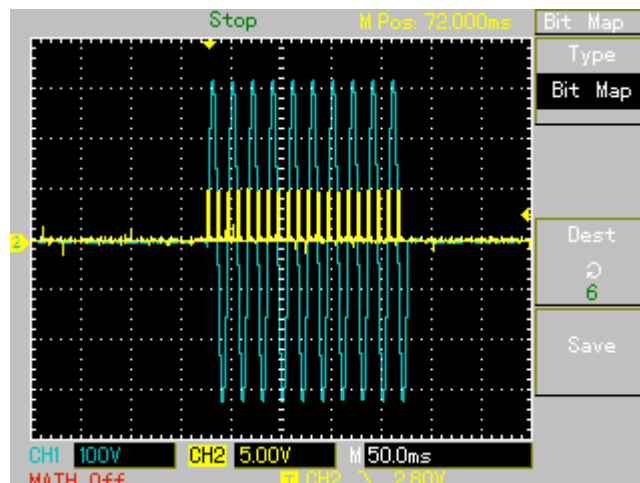 Stop M Pos: 72.000ms Bit Map
Type
Bit Map
2
Dest
6
Save
CH1 100V CH2 5.00V M 50.0ms
MATH Off T CH2 2.80V